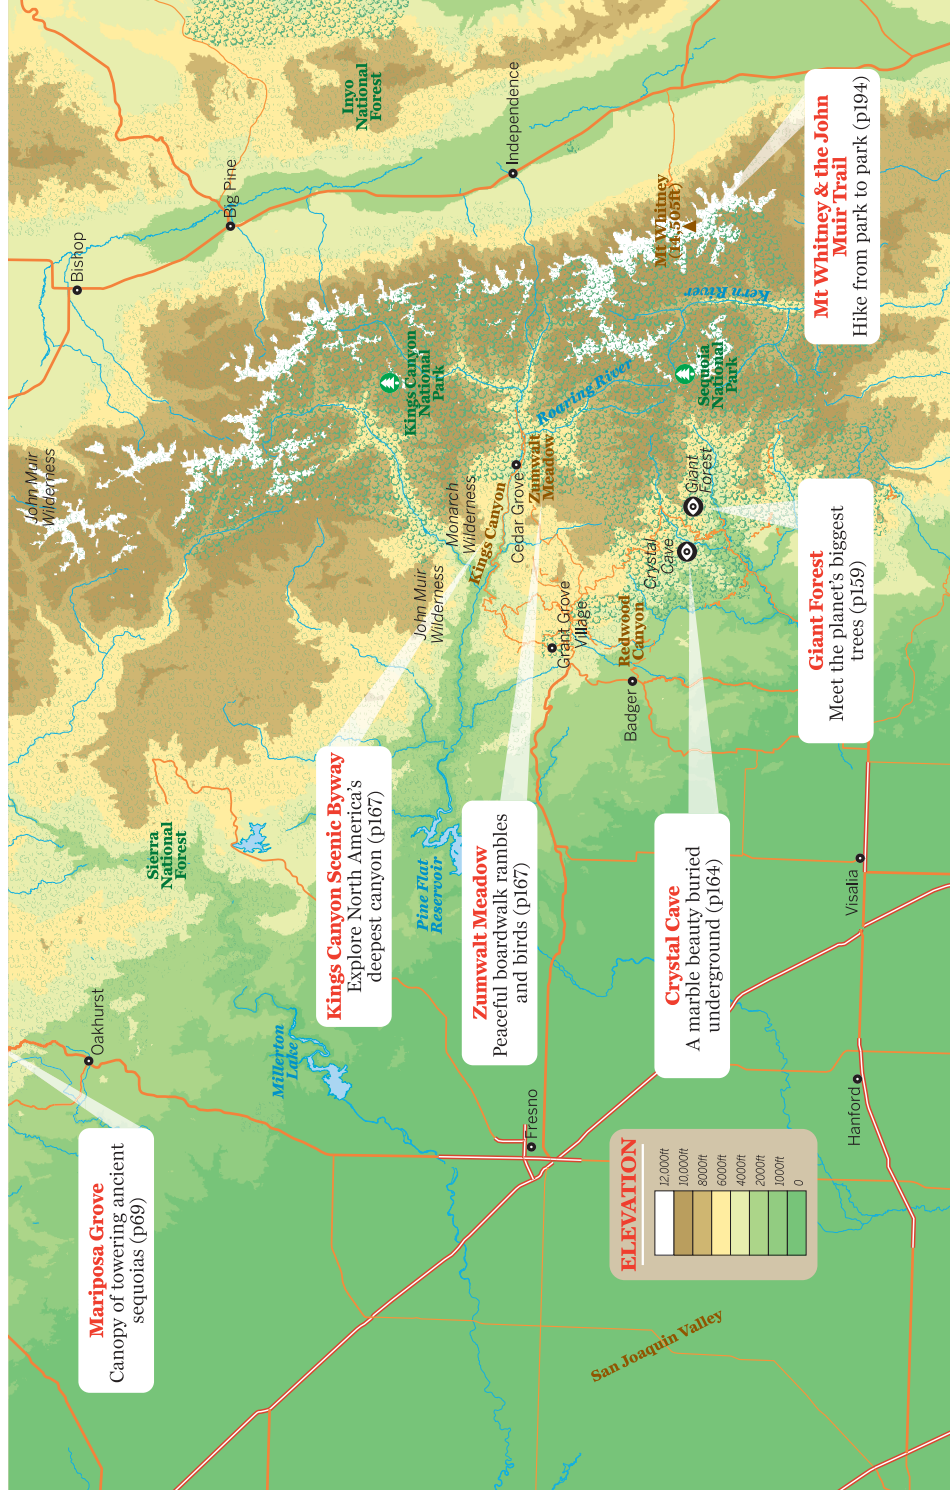 Mariposa Grove
Canopy of towering ancient
sequoias (p69)
Oakhurst
Sierra
National
Forest
John Muir
Wilderness
Bishop
Big Pine
Inyo
National
Forest
Independence
Millerton
Lake
Kings Canyon Scenic Byway
Explore North America's
deepest canyon (p167)
Pine Flat
Reservoir
John Muir
Wilderness
Monarch
Wilderness
Kings Canyon
Kings Canyon
National
Park
Zumwalt Meadow
Peaceful boardwalk rambles
and birds (p167)
Cedar Grove
Zumwalt
Meadow
Roaring River
Grant Grove
Village
Fresno
Redwood
Canyon
Badger
Crystal
Cave
Giant
Forest
Sequoia
National
Park
Mt Whitney
(14,505ft)
Kern River
Crystal Cave
A marble beauty buried
underground (p164)
Giant Forest
Meet the planet's biggest
trees (p159)
Mt Whitney & the John
Muir Trail
Hike from park to park (p194)
Visalia
Hanford
San Joaquin Valley
ELEVATION
12,000ft
10,000ft
8000ft
6000ft
4000ft
2000ft
1000ft
0